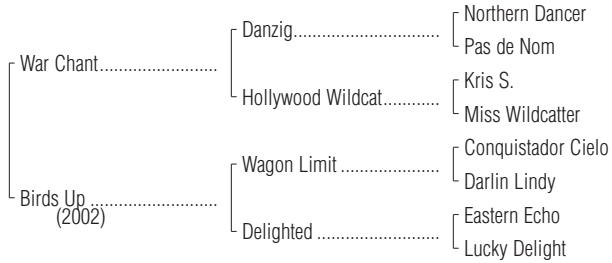 Northern Dancer
Danzig........................................
Pas de Nom
War Chant.................................
Kris S.
Hollywood Wildcat...............
Miss Wildcatter
Conquistador Cielo
Wagon Limit ...........................
Darlin Lindy
Birds Up ...................................
(2002)
Eastern Echo
Delighted .................................
Lucky Delight